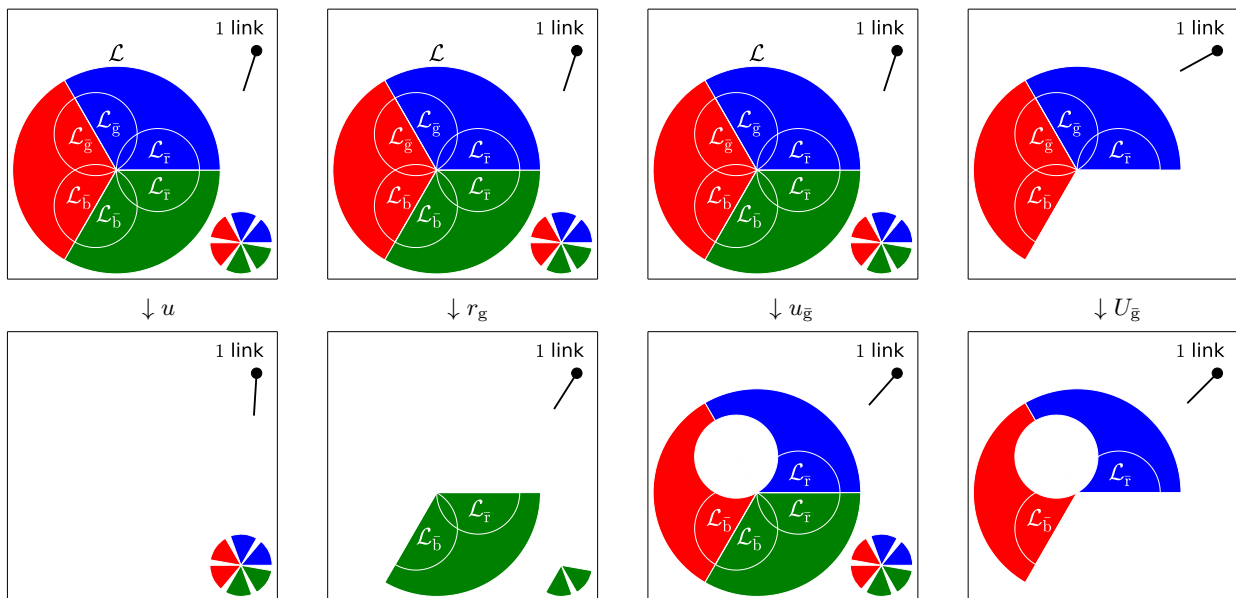 1 link
ℒ
ℒ_ḡ ℒ_ḡ ℒ_r̄ ℒ_r̄ ℒ_b̄ ℒ_b̄
1 link
ℒ
ℒ_ḡ ℒ_ḡ ℒ_r̄ ℒ_r̄ ℒ_b̄ ℒ_b̄
1 link
ℒ
ℒ_ḡ ℒ_ḡ ℒ_r̄ ℒ_r̄ ℒ_b̄ ℒ_b̄
1 link
ℒ_ḡ ℒ_ḡ ℒ_r̄ ℒ_b̄
↓ u
↓ r_g
↓ u_ḡ
↓ U_ḡ
1 link
1 link
ℒ_r̄ ℒ_b̄
1 link
ℒ_r̄ ℒ_r̄ ℒ_b̄ ℒ_b̄
1 link
ℒ_r̄ ℒ_b̄